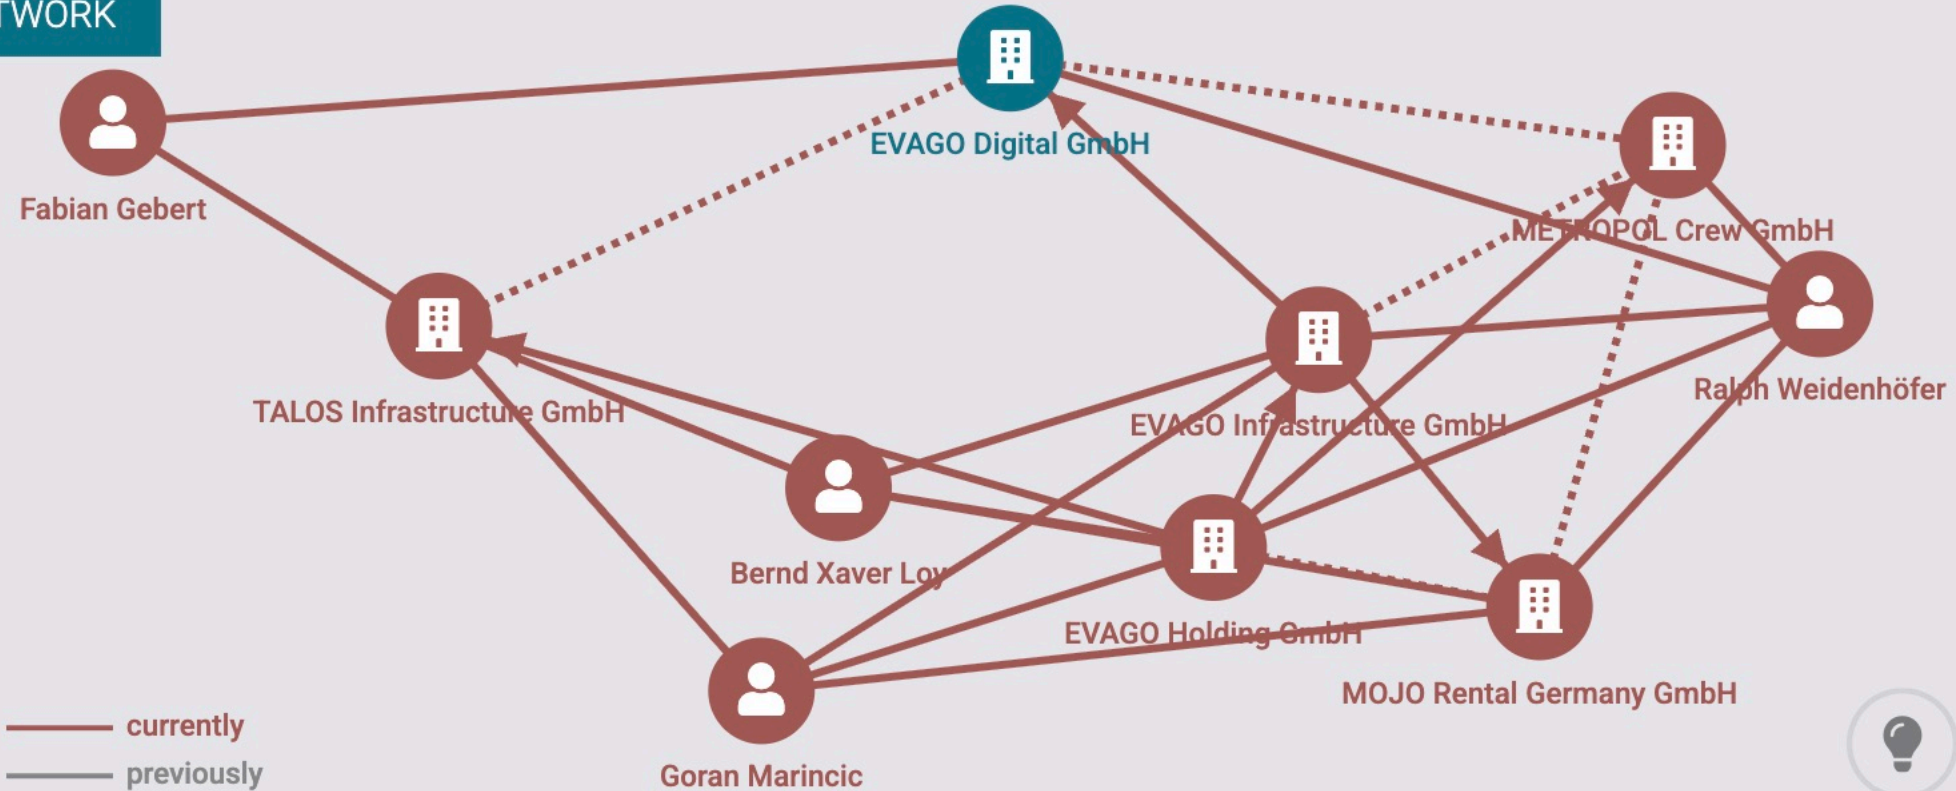 TWORK
EVAGO Digital GmbH
Fabian Gebert
METROPOL Crew GmbH
Ralph Weidenhöfer
TALOS Infrastructure GmbH
EVAGO Infrastructure GmbH
Bernd Xaver Loy
EVAGO Holding GmbH
MOJO Rental Germany GmbH
currently
previously
Goran Marincic